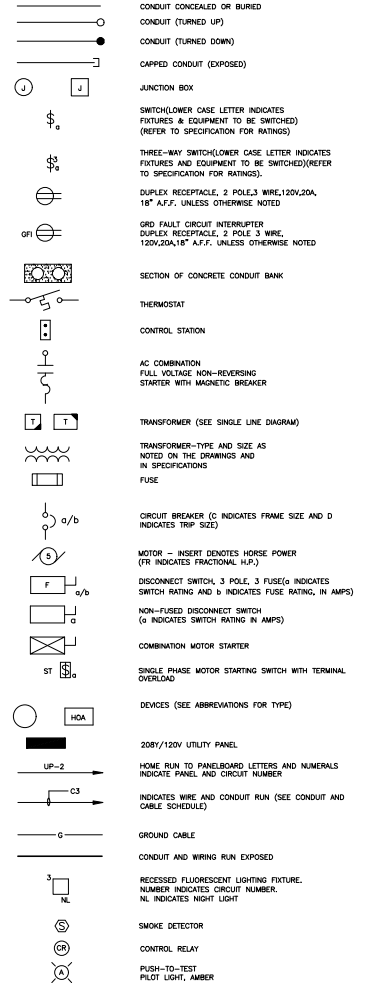 CONDUIT CONCEALED OR BURIED
CONDUIT (TURNED UP)
CONDUIT (TURNED DOWN)
CAPPED CONDUIT (EXPOSED)
J J JUNCTION BOX
$a SWITCH(LOWER CASE LETTER INDICATES
FIXTURES & EQUIPMENT TO BE SWITCHED)
(REFER TO SPECIFICATION FOR RATINGS)
$3a THREE-WAY SWITCH(LOWER CASE LETTER INDICATES
FIXTURES AND EQUIPMENT TO BE SWITCHED)(REFER
TO SPECIFICATION FOR RATINGS).
DUPLEX RECEPTACLE, 2 POLE,3 WIRE,120V,20A,
18" A.F.F. UNLESS OTHERWISE NOTED
GFI GRD FAULT CIRCUIT INTERRUPTER
DUPLEX RECEPTACLE, 2 POLE 3 WIRE,
120V,20A,18" A.F.F. UNLESS OTHERWISE NOTED
SECTION OF CONCRETE CONDUIT BANK
THERMOSTAT
CONTROL STATION
AC COMBINATION
FULL VOLTAGE NON-REVERSING
STARTER WITH MAGNETIC BREAKER
T T TRANSFORMER (SEE SINGLE LINE DIAGRAM)
TRANSFORMER-TYPE AND SIZE AS
NOTED ON THE DRAWINGS AND
IN SPECIFICATIONS
FUSE
a/b CIRCUIT BREAKER (C INDICATES FRAME SIZE AND D
INDICATES TRIP SIZE)
5 MOTOR - INSERT DENOTES HORSE POWER
(FR INDICATES FRACTIONAL H.P.)
F a/b DISCONNECT SWITCH, 3 POLE, 3 FUSE(a INDICATES
SWITCH RATING AND b INDICATES FUSE RATING, IN AMPS)
a NON-FUSED DISCONNECT SWITCH
(a INDICATES SWITCH RATING IN AMPS)
COMBINATION MOTOR STARTER
ST $a SINGLE PHASE MOTOR STARTING SWITCH WITH TERMINAL
OVERLOAD
HOA DEVICES (SEE ABBREVIATIONS FOR TYPE)
208Y/120V UTILITY PANEL
UP-2 HOME RUN TO PANELBOARD LETTERS AND NUMERALS
INDICATE PANEL AND CIRCUIT NUMBER
C3 INDICATES WIRE AND CONDUIT RUN (SEE CONDUIT AND
CABLE SCHEDULE)
G GROUND CABLE
CONDUIT AND WIRING RUN EXPOSED
3 NL RECESSED FLUORESCENT LIGHTING FIXTURE.
NUMBER INDICATES CIRCUIT NUMBER.
NL INDICATES NIGHT LIGHT
S SMOKE DETECTOR
CR CONTROL RELAY
A PUSH-TO-TEST
PILOT LIGHT, AMBER